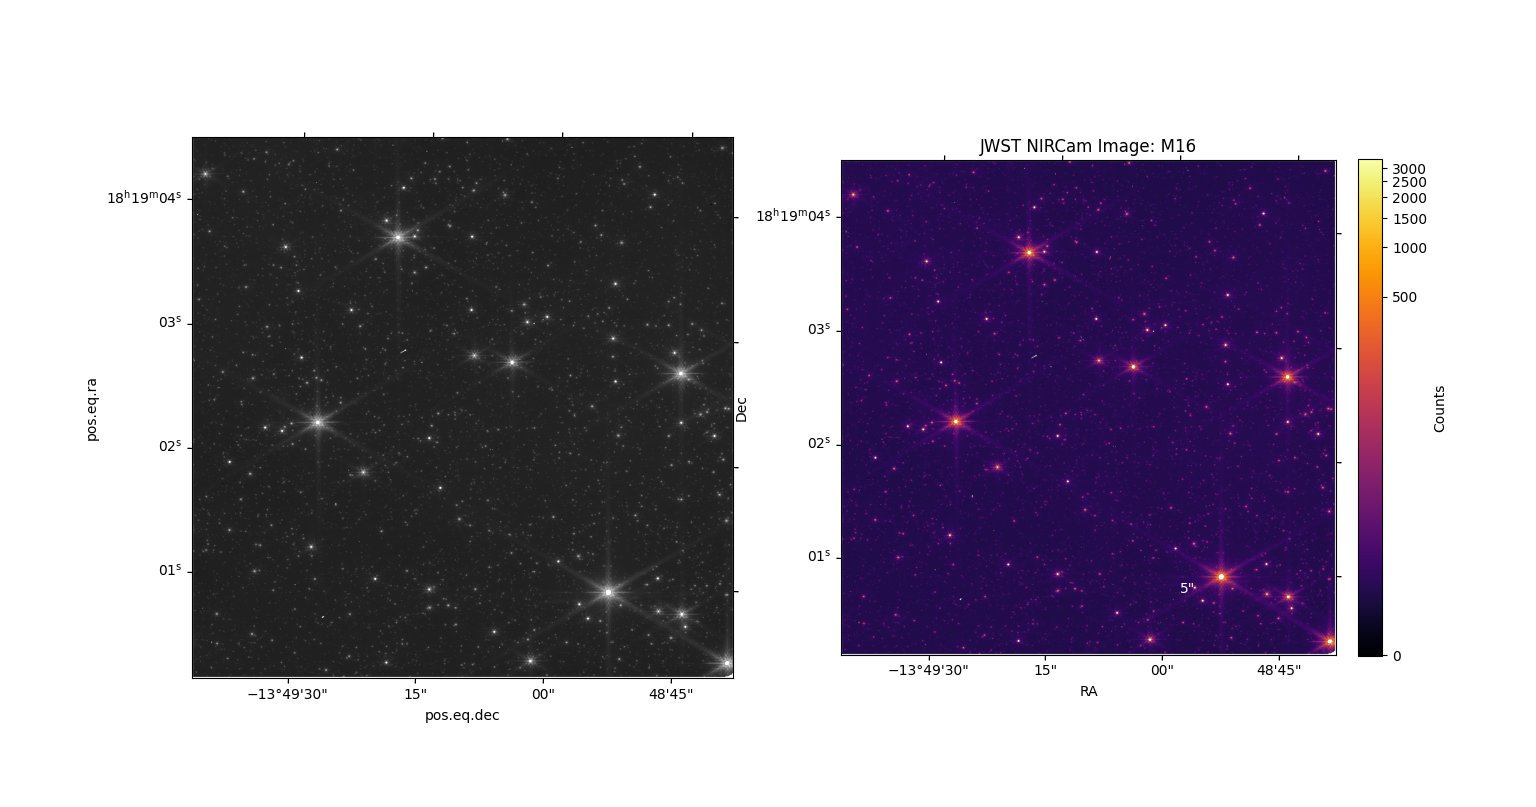 18ʰ19ᵐ04ˢ
03ˢ
02ˢ
01ˢ
pos.eq.ra
−13°49'30"
15"
00"
48'45"
pos.eq.dec
JWST NIRCam Image: M16
18ʰ19ᵐ04ˢ
03ˢ
02ˢ
01ˢ
Dec
5"
−13°49'30"
15"
00"
48'45"
RA
3000
2500
2000
1500
1000
500
0
Counts